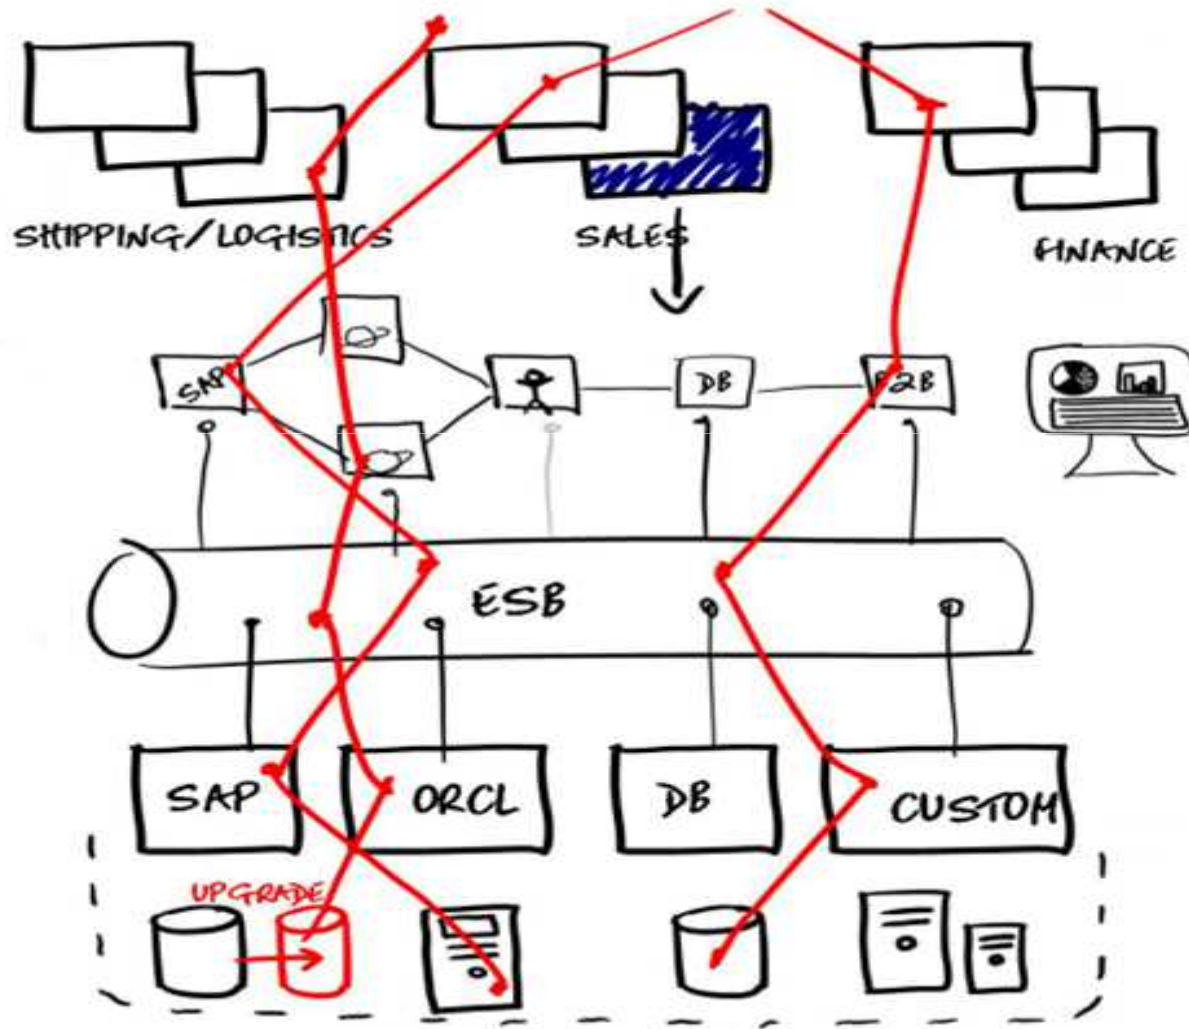 SHIPPING/LOGISTICS
SALES
FINANCE
SAP
DB
B2B
ESB
SAP
ORCL
DB
CUSTOM
UPGRADE